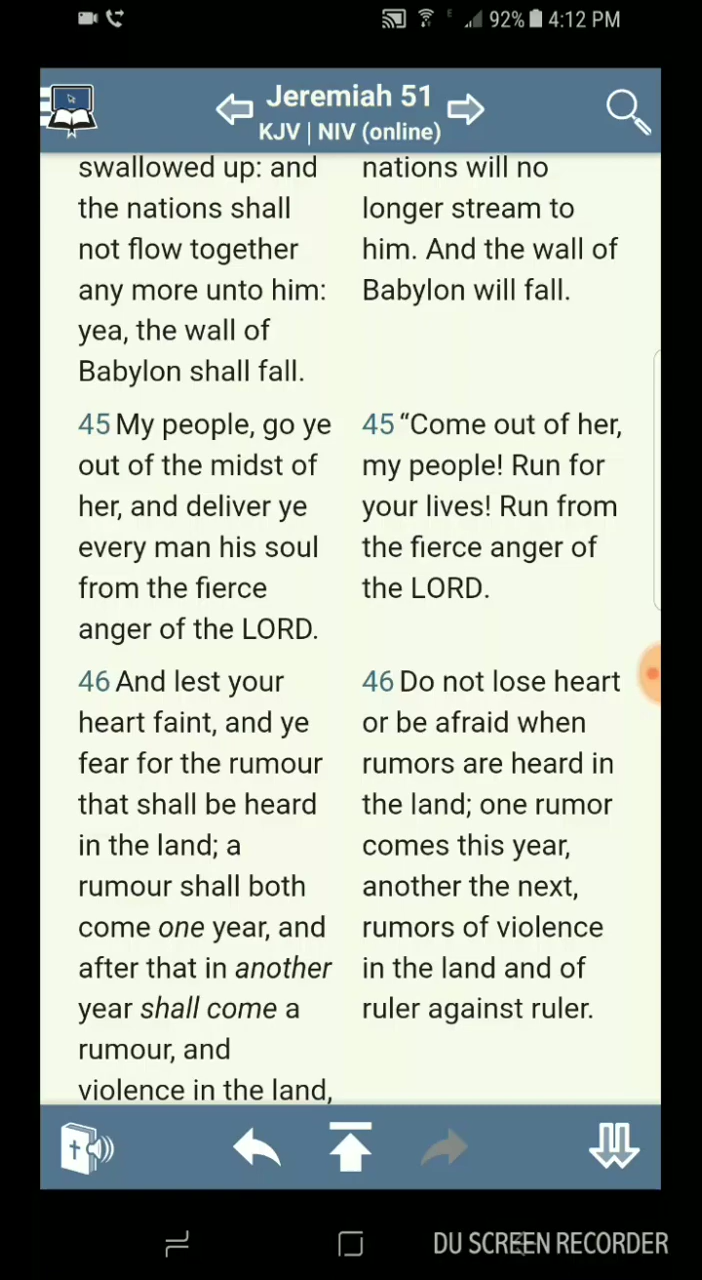 92% 4:12 PM
Jeremiah 51
KJV | NIV (online)
swallowed up: and
the nations shall
not flow together
any more unto him:
yea, the wall of
Babylon shall fall.
45 My people, go ye
out of the midst of
her, and deliver ye
every man his soul
from the fierce
anger of the LORD.
46 And lest your
heart faint, and ye
fear for the rumour
that shall be heard
in the land; a
rumour shall both
come one year, and
after that in another
year shall come a
rumour, and
violence in the land,
nations will no
longer stream to
him. And the wall of
Babylon will fall.
45 “Come out of her,
my people! Run for
your lives! Run from
the fierce anger of
the LORD.
46 Do not lose heart
or be afraid when
rumors are heard in
the land; one rumor
comes this year,
another the next,
rumors of violence
in the land and of
ruler against ruler.
DU SCREEN RECORDER